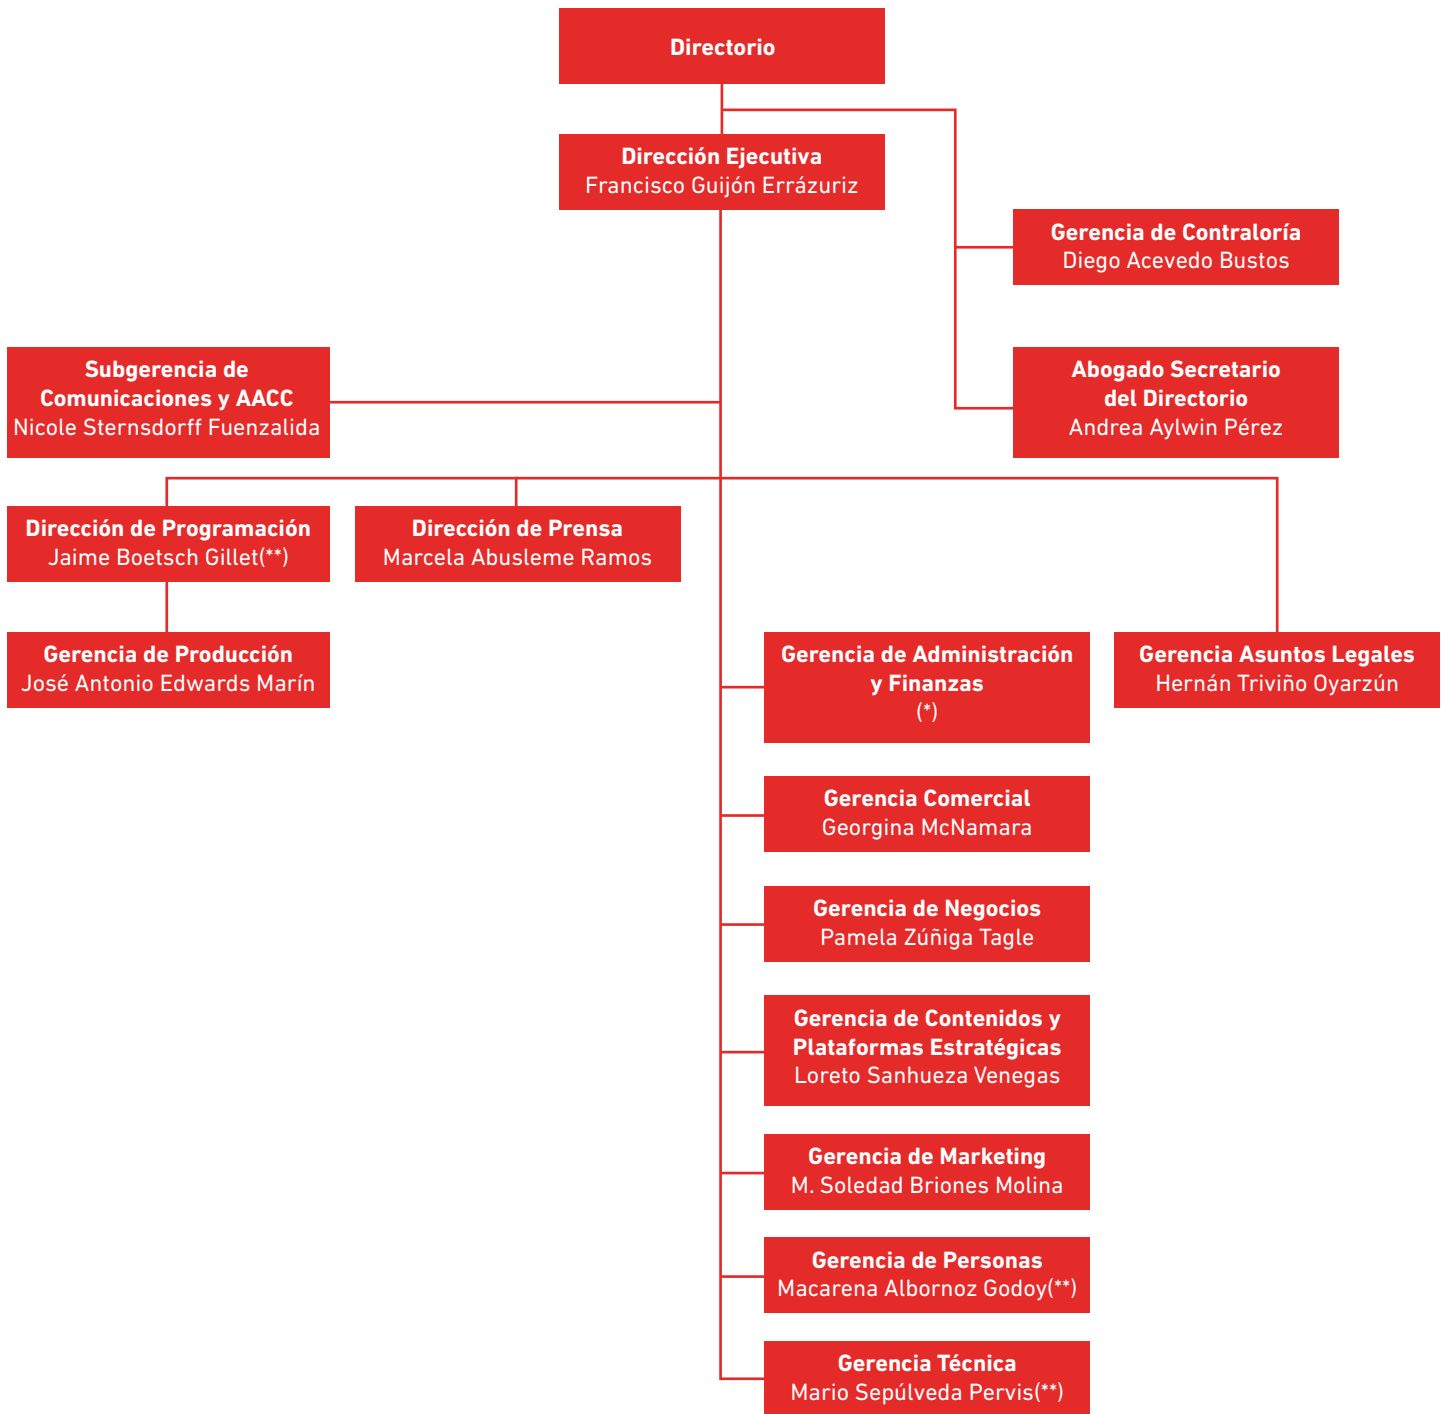 Directorio
Dirección Ejecutiva
Francisco Guijón Errázuriz
Gerencia de Contraloría
Diego Acevedo Bustos
Subgerencia de
Comunicaciones y AACC
Nicole Sternsdorff Fuenzalida
Abogado Secretario
del Directorio
Andrea Aylwin Pérez
Dirección de Programación
Jaime Boetsch Gillet(**)
Dirección de Prensa
Marcela Abusleme Ramos
Gerencia de Producción
José Antonio Edwards Marín
Gerencia de Administración
y Finanzas
(*)
Gerencia Asuntos Legales
Hernán Triviño Oyarzún
Gerencia Comercial
Georgina McNamara
Gerencia de Negocios
Pamela Zúñiga Tagle
Gerencia de Contenidos y
Plataformas Estratégicas
Loreto Sanhueza Venegas
Gerencia de Marketing
M. Soledad Briones Molina
Gerencia de Personas
Macarena Albornoz Godoy(**)
Gerencia Técnica
Mario Sepúlveda Pervis(**)